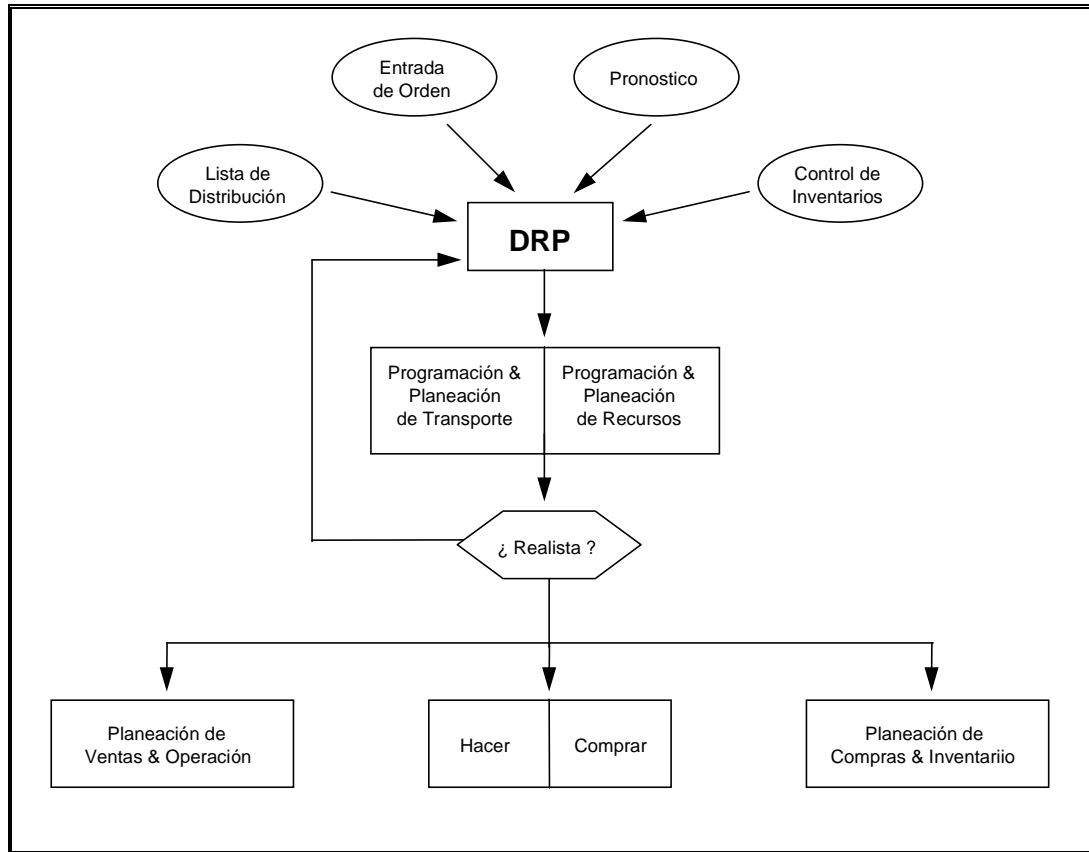 Entrada
de Orden
Pronostico
Lista de
Distribución
Control de
Inventarios
DRP
Programación &
Planeación
de Transporte
Programación &
Planeación
de Recursos
¿ Realista ?
Planeación de
Ventas & Operación
Hacer
Comprar
Planeación de
Compras & Inventariio